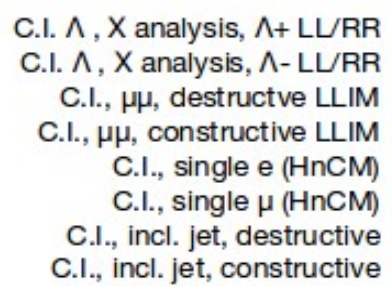 C.I. Λ , X analysis, Λ+ LL/RR
C.I. Λ , X analysis, Λ- LL/RR
C.I., μμ, destructve LLIM
C.I., μμ, constructive LLIM
C.I., single e (HnCM)
C.I., single μ (HnCM)
C.I., incl. jet, destructive
C.I., incl. jet, constructive